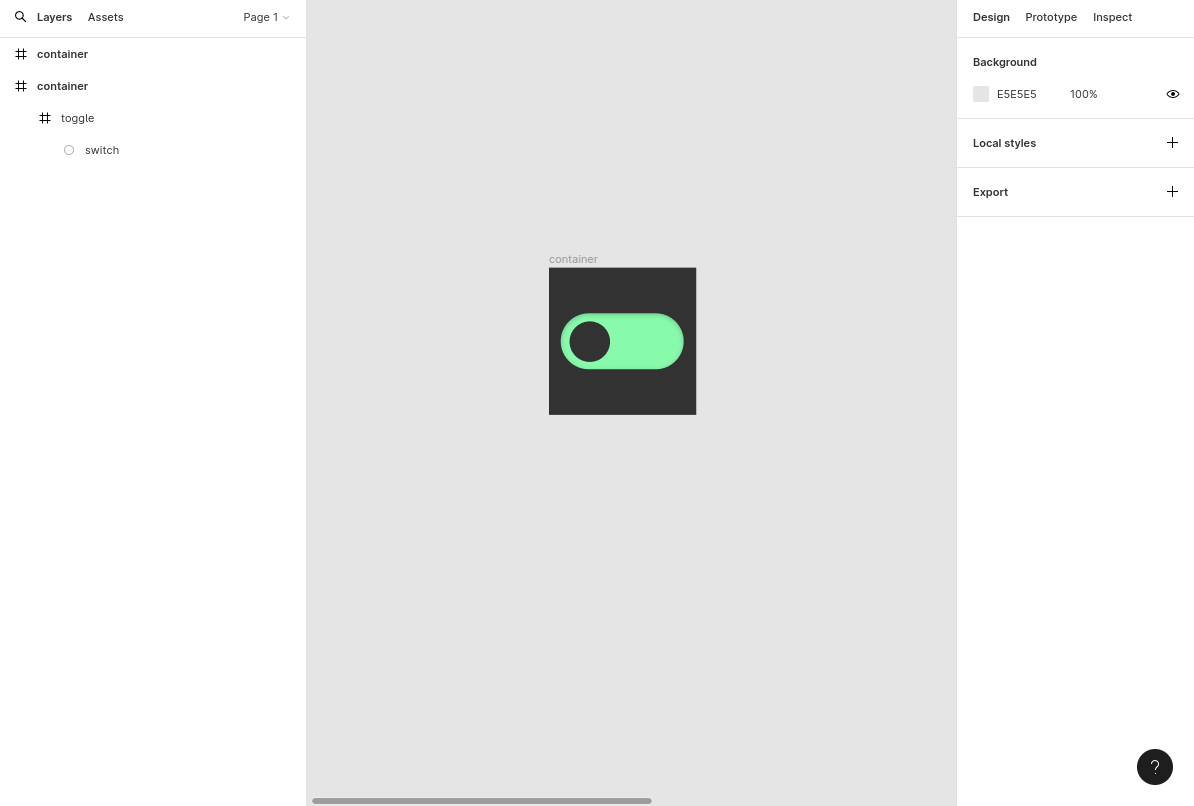 Layers Assets Page 1
container
container
toggle
switch
container
Design Prototype Inspect
Background
E5E5E5 100%
Local styles
Export
?